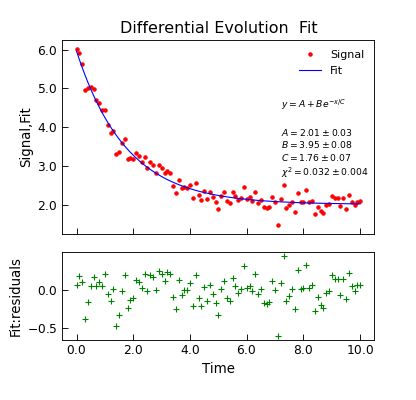 Differential Evolution  Fit
Signal,Fit
6.0
5.0
4.0
3.0
2.0
Signal
Fit
y = A + Be^{-x/C}
A = 2.01 ± 0.03
B = 3.95 ± 0.08
C = 1.76 ± 0.07
χ² = 0.032 ± 0.004
Fit:residuals
0.0
−0.5
0.0 2.0 4.0 6.0 8.0 10.0
Time